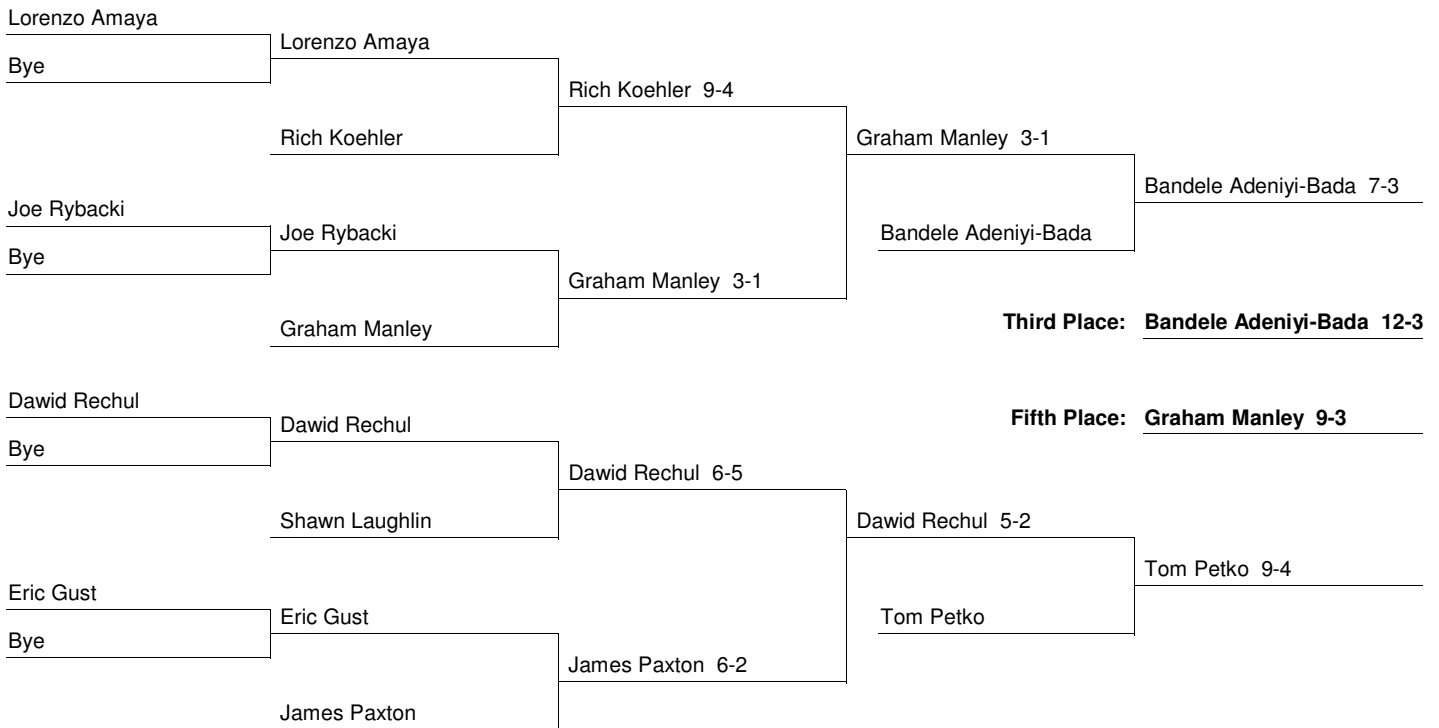 Lorenzo Amaya
Bye
Lorenzo Amaya
Rich Koehler
Rich Koehler 9-4
Joe Rybacki
Bye
Joe Rybacki
Graham Manley
Graham Manley 3-1
Graham Manley 3-1
Bandele Adeniyi-Bada
Bandele Adeniyi-Bada 7-3
Third Place: Bandele Adeniyi-Bada 12-3
Fifth Place: Graham Manley 9-3
Dawid Rechul
Bye
Dawid Rechul
Shawn Laughlin
Dawid Rechul 6-5
Eric Gust
Bye
Eric Gust
James Paxton
James Paxton 6-2
Dawid Rechul 5-2
Tom Petko
Tom Petko 9-4